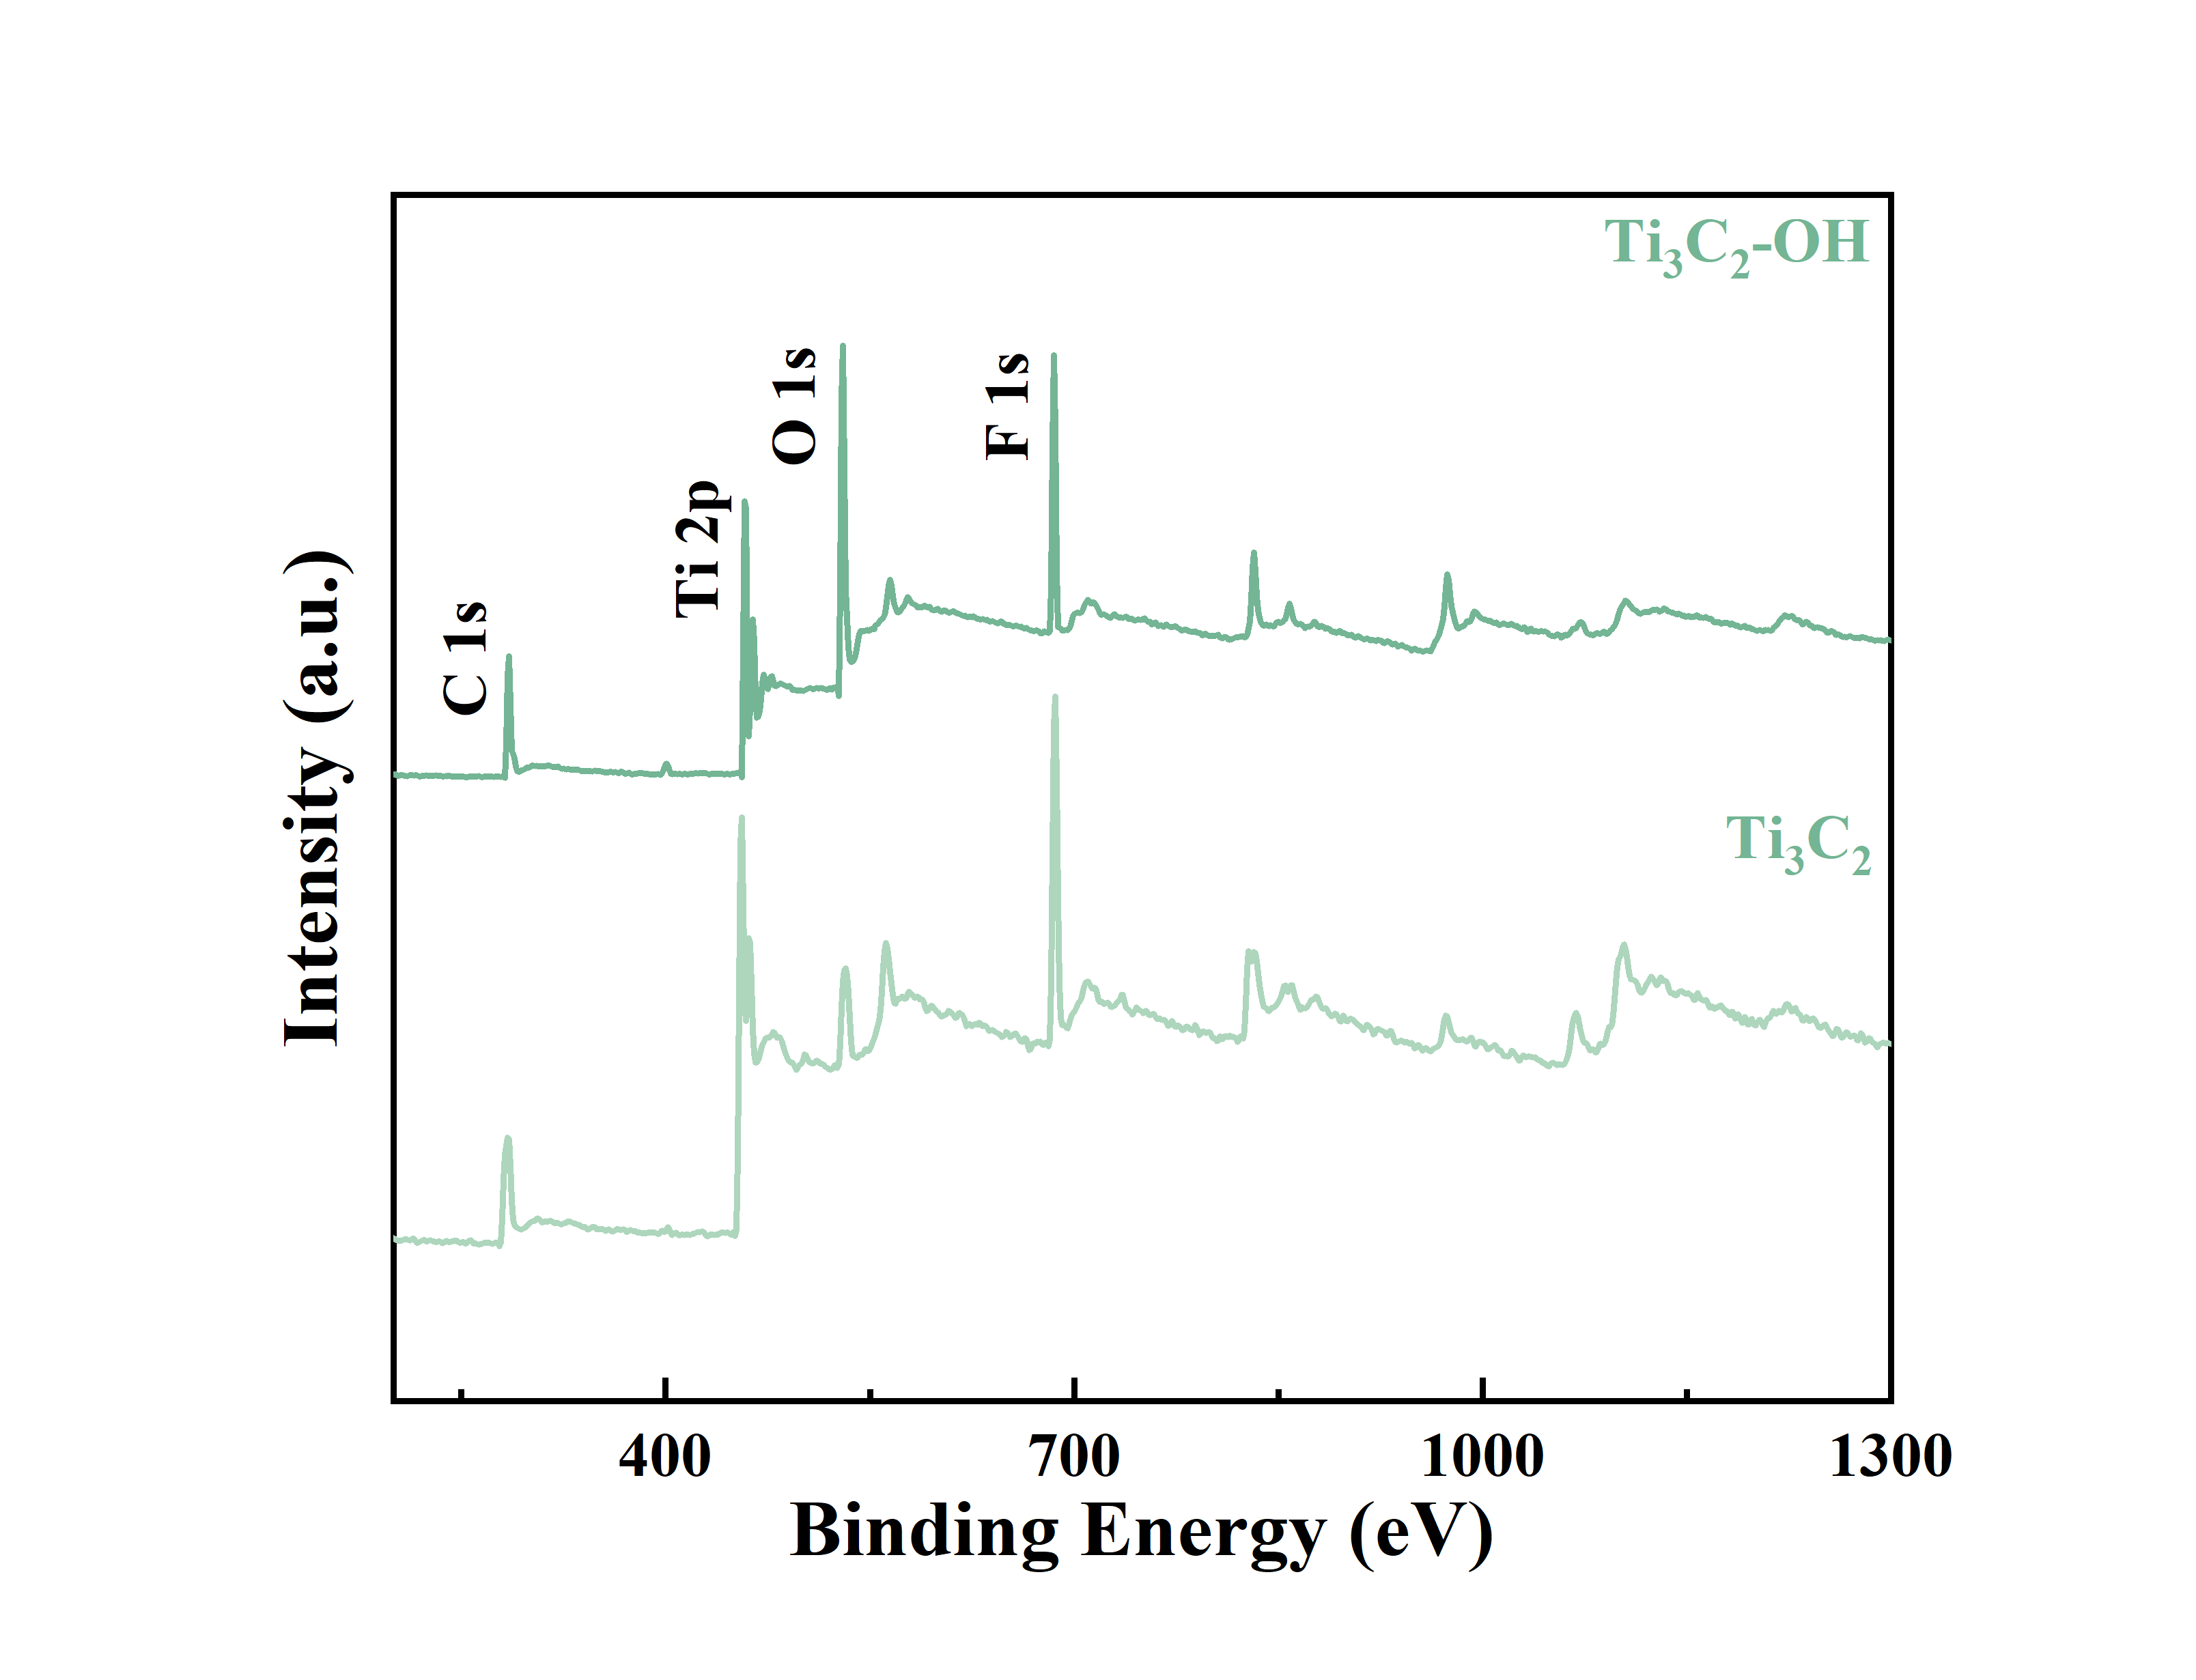 Ti₃C₂-OH
O 1s
F 1s
Ti 2p
C 1s
Ti₃C₂
Intensity (a.u.)
400 700 1000 1300
Binding Energy (eV)